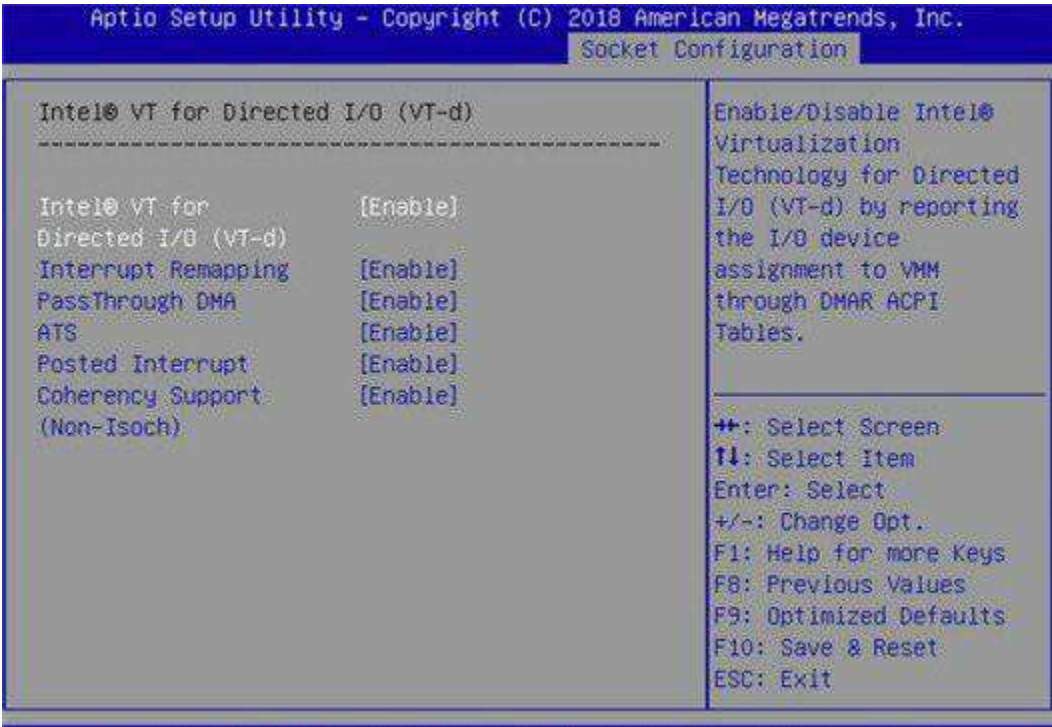 Aptio Setup Utility – Copyright (C) 2018 American Megatrends, Inc.
Socket Configuration
Intel® VT for Directed I/O (VT-d)
--------------------------------------------------
Intel® VT for [Enable]
Directed I/O (VT-d)
Interrupt Remapping [Enable]
PassThrough DMA [Enable]
ATS [Enable]
Posted Interrupt [Enable]
Coherency Support [Enable]
(Non-Isoch)
Enable/Disable Intel®
Virtualization
Technology for Directed
I/O (VT-d) by reporting
the I/O device
assignment to VMM
through DMAR ACPI
Tables.
→←: Select Screen
↑↓: Select Item
Enter: Select
+/-: Change Opt.
F1: Help for more Keys
F8: Previous Values
F9: Optimized Defaults
F10: Save & Reset
ESC: Exit